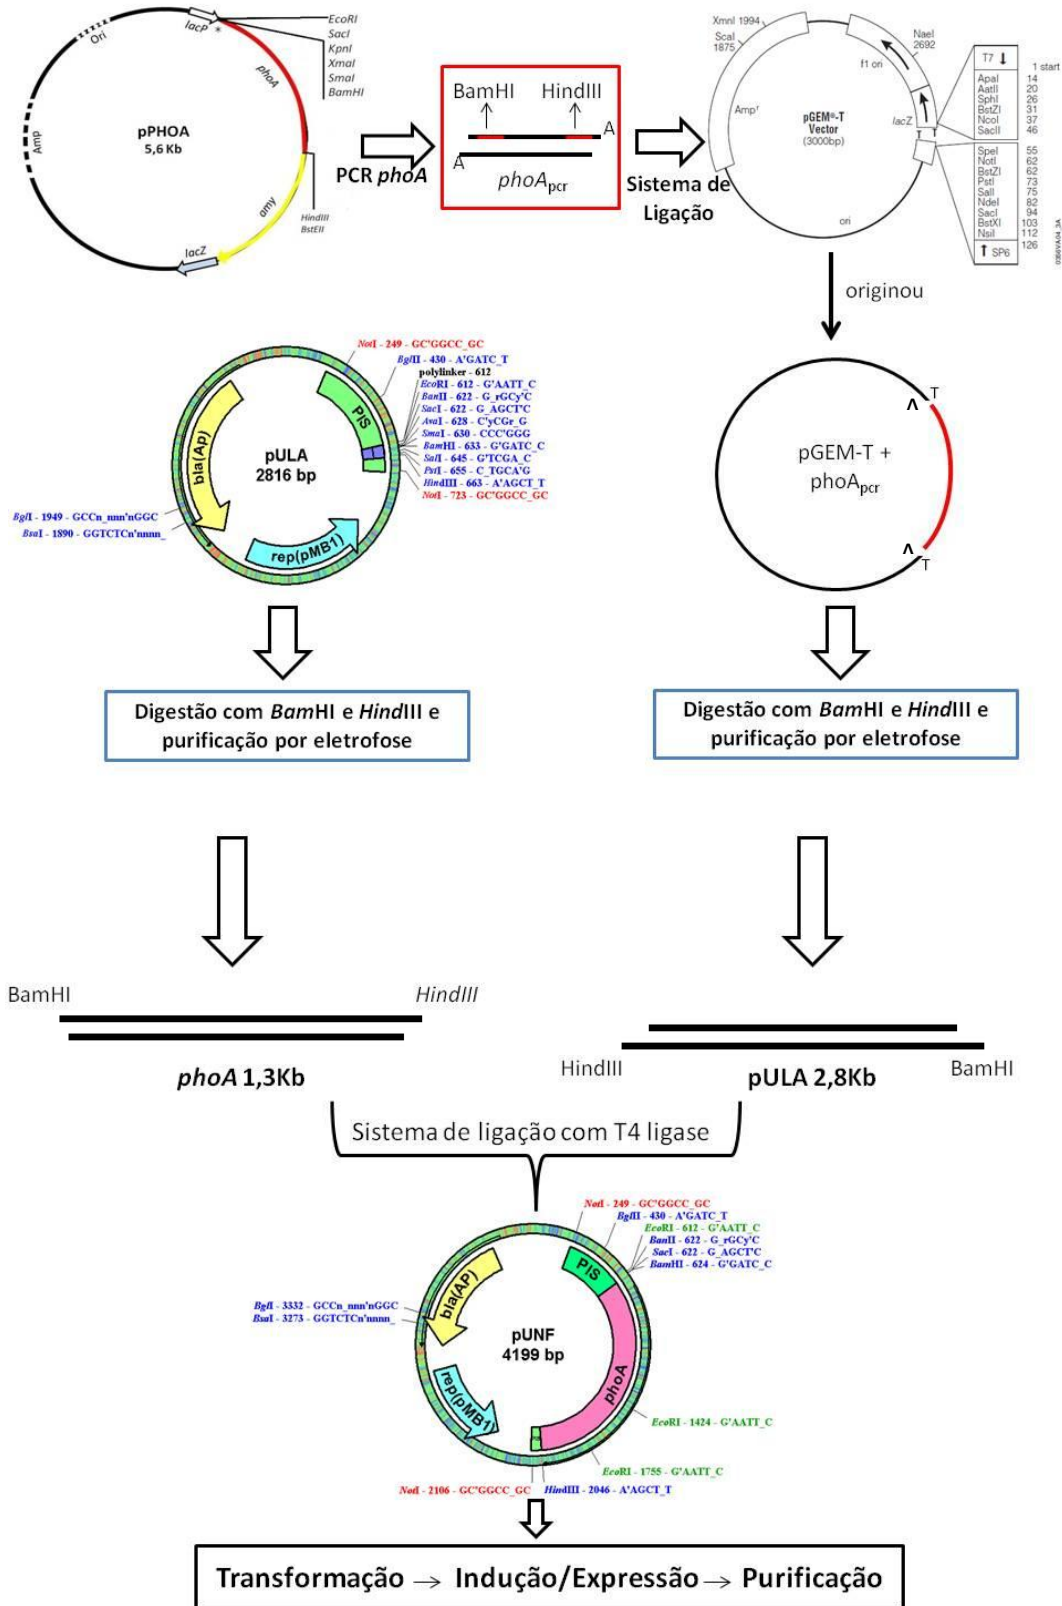 lacP
*
Ori
EcoRI
SacI
KpnI
XmaI
SmaI
BamHI
phoA
Amp
pPHOA
5,6 Kb
amy
HindIII
BstEII
lacZ
PCR phoA
BamHI HindIII
A
A
phoApcr
Sistema de
Ligação
XmnI 1994
ScaI
1875
NaeI
2692
f1 ori
Ampr
pGEM®-T
Vector
(3000bp)
lacZ
T T
ori
T7
1 start
ApaI 14
AatII 20
SphI 26
BstZI 31
NcoI 37
SacII 46
SpeI 55
NotI 62
BstZI 62
PstI 73
SalI 75
NdeI 82
SacI 94
BstXI 103
NsiI 112
SP6 126
0356VA04_3A
originou
NotI - 249 - GC'GGCC_GC
BglII - 430 - A'GATC_T
polylinker - 612
EcoRI - 612 - G'AATT_C
BanII - 622 - G_rGCy'C
SacI - 622 - G_AGCT'C
AvaI - 628 - C'yCGr_G
SmaI - 630 - CCC'GGG
BamHI - 633 - G'GATC_C
SalI - 645 - G'TCGA_C
PstI - 655 - C_TGCA'G
HindIII - 663 - A'AGCT_T
NotI - 723 - GC'GGCC_GC
PIS
bla(Ap)
pULA
2816 bp
rep(pMB1)
BglI - 1949 - GCCn_nnn'nGGC
BsaI - 1890 - GGTCTCn'nnnn_
T
pGEM-T +
phoApcr
T
Digestão com BamHI e HindIII e
purificação por eletrofose
Digestão com BamHI e HindIII e
purificação por eletrofose
BamHI HindIII
phoA 1,3Kb
HindIII BamHI
pULA 2,8Kb
Sistema de ligação com T4 ligase
NotI - 249 - GC'GGCC_GC
BglII - 430 - A'GATC_T
EcoRI - 612 - G'AATT_C
BanII - 622 - G_rGCy'C
SacI - 622 - G_AGCT'C
BamHI - 624 - G'GATC_C
PIS
bla(AP)
BglI - 3332 - GCCn_nnn'nGGC
BsaI - 3273 - GGTCTCn'nnnn_
pUNF
4199 bp
phoA
rep(pMB1)
EcoRI - 1424 - G'AATT_C
EcoRI - 1755 - G'AATT_C
NotI - 2106 - GC'GGCC_GC
HindIII - 2046 - A'AGCT_T
Transformação → Indução/Expressão → Purificação